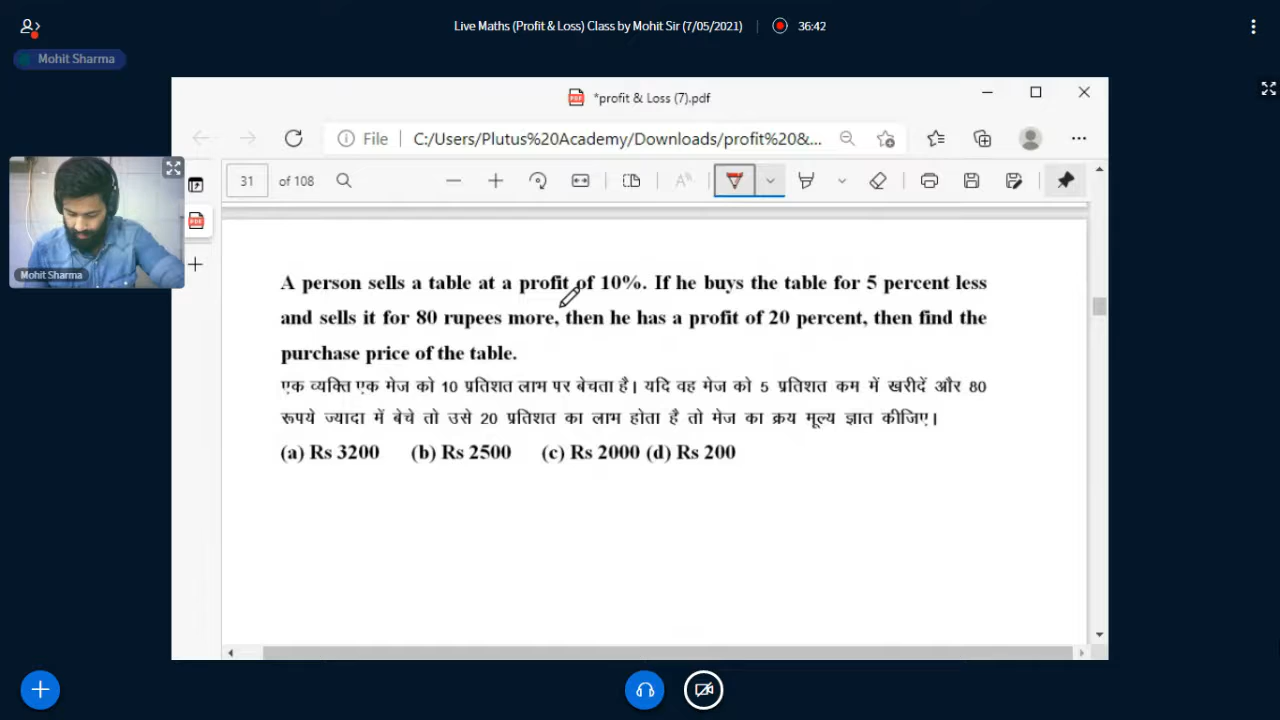 Live Maths (Profit & Loss) Class by Mohit Sir (7/05/2021) 36:42
Mohit Sharma
*profit & Loss (7).pdf
File C:/Users/Plutus%20Academy/Downloads/profit%20&...
31 of 108
Mohit Sharma
A person sells a table at a profit of 10%. If he buys the table for 5 percent less
and sells it for 80 rupees more, then he has a profit of 20 percent, then find the
purchase price of the table.
एक व्यक्ति एक मेज को 10 प्रतिशत लाभ पर बेचता है। यदि वह मेज को 5 प्रतिशत कम में खरीदें और 80
रूपये ज्यादा में बेचे तो उसे 20 प्रतिशत का लाभ होता है तो मेज का क्रय मूल्य ज्ञात कीजिए।
(a) Rs 3200 (b) Rs 2500 (c) Rs 2000 (d) Rs 200